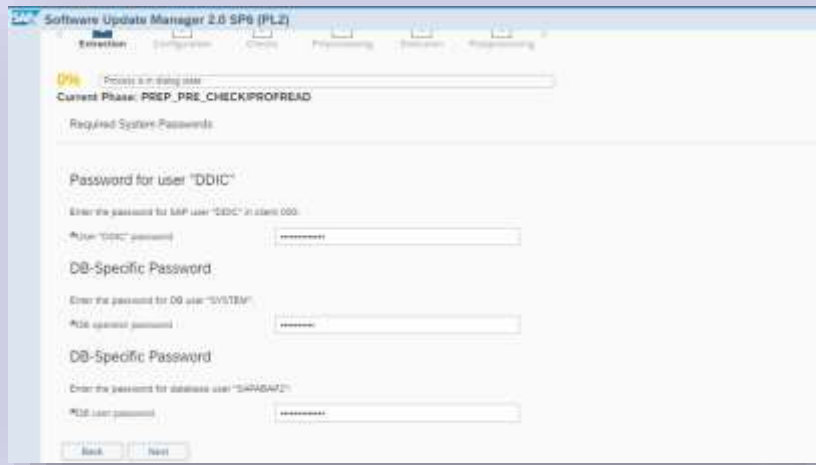 SAP Software Update Manager 2.0 SP6 (PL2)
Extraction Configuration Checks Preprocessing Execution Postprocessing
0% Process is in dialog state
Current Phase: PREP_PRE_CHECK/PROFREAD
Required System Passwords
Password for user "DDIC"
Enter the password for SAP user "DDIC" in client 000:
*User "DDIC" password
DB-Specific Password
Enter the password for DB user "SYSTEM":
*DB operator password
DB-Specific Password
Enter the password for database user
*DB user password
Back Next